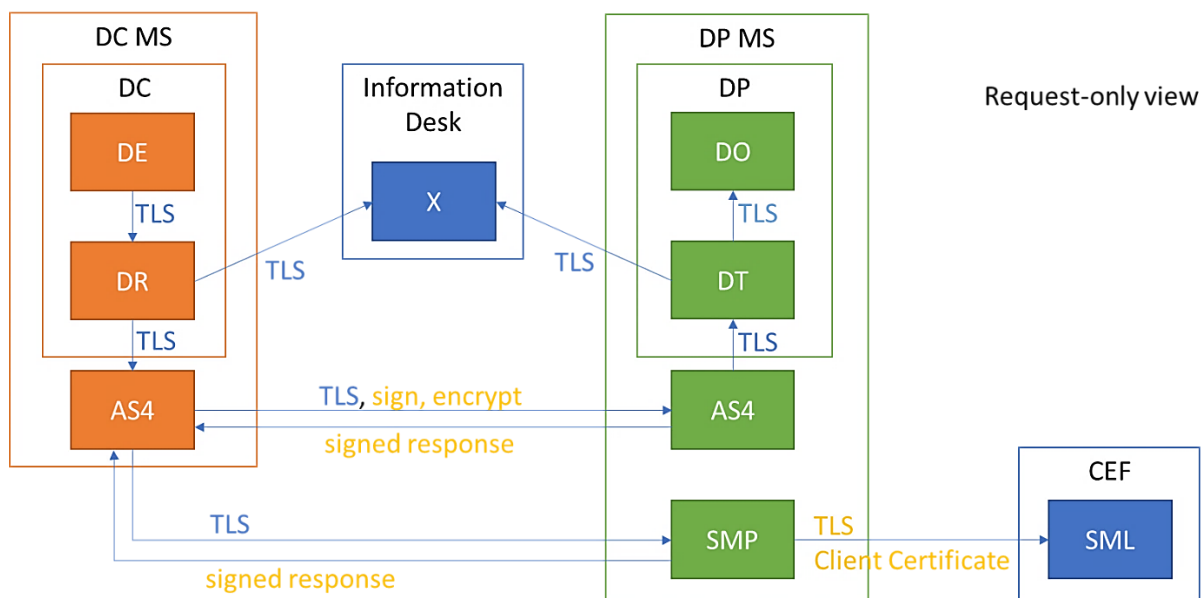 DC MS
DP MS
DC
Information
Desk
DP
Request-only view
DE
DO
X
TLS
TLS
DR
TLS
TLS
DT
TLS
TLS
AS4
TLS, sign, encrypt
AS4
signed response
CEF
TLS
SMP
TLS
Client Certificate
SML
signed response